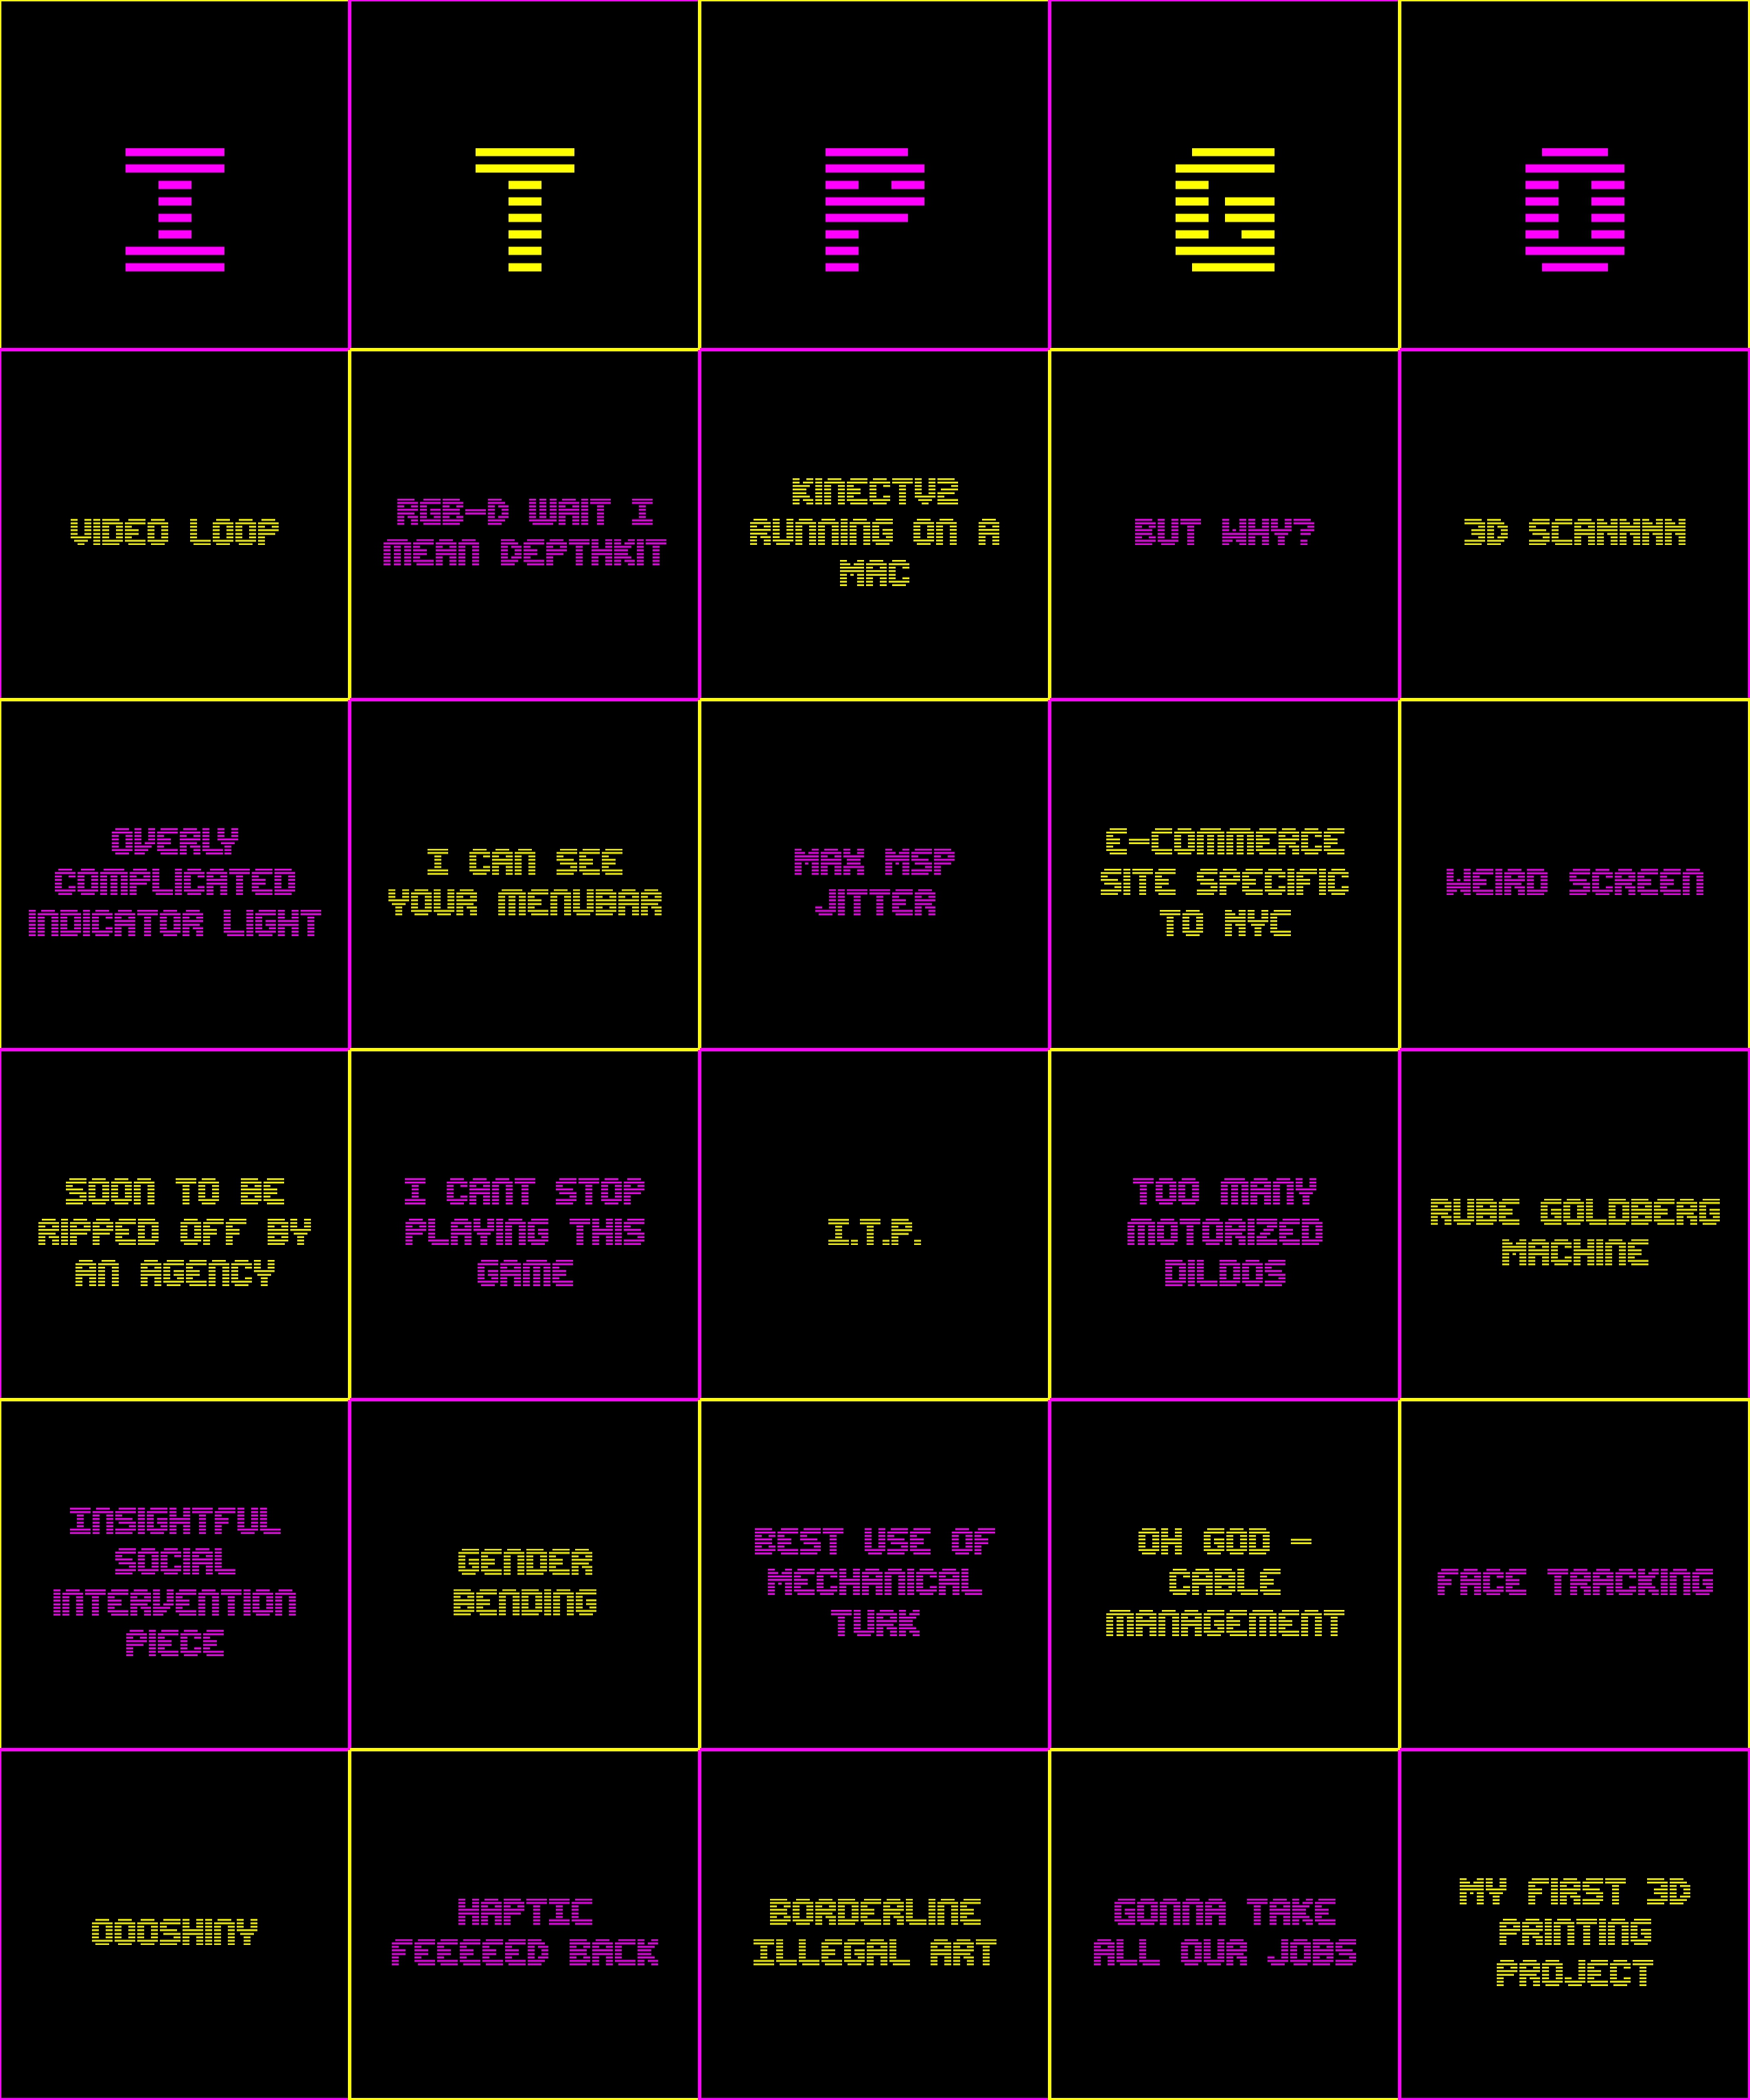 I
T
P
G
O
VIDEO LOOP
RGB-D WAIT I
MEAN DEPTHKIT
KINECTV2
RUNNING ON A
MAC
BUT WHY?
3D SCANNNN
OVERLY
COMPLICATED
INDICATOR LIGHT
I CAN SEE
YOUR MENUBAR
MAX MSP
JITTER
E-COMMERCE
SITE SPECIFIC
TO NYC
WEIRD SCREEN
SOON TO BE
RIPPED OFF BY
AN AGENCY
I CANT STOP
PLAYING THIS
GAME
I.T.P.
TOO MANY
MOTORIZED
DILDOS
RUBE GOLDBERG
MACHINE
INSIGHTFUL
SOCIAL
INTERVENTION
PIECE
GENDER
BENDING
BEST USE OF
MECHANICAL
TURK
OH GOD -
CABLE
MANAGEMENT
FACE TRACKING
OOOSHINY
HAPTIC
FEEEEED BACK
BORDERLINE
ILLEGAL ART
GONNA TAKE
ALL OUR JOBS
MY FIRST 3D
PRINTING
PROJECT